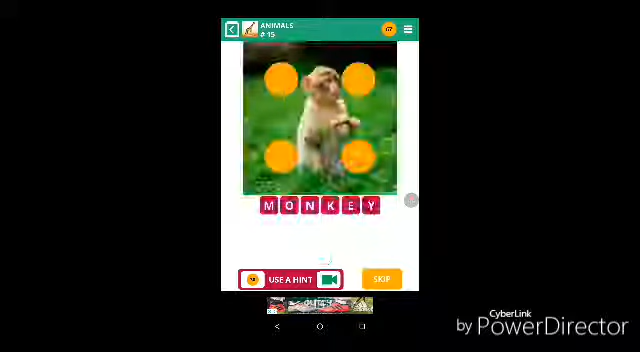 ANIMALS
# 15
MONKEY
USE A HINT
SKIP
CyberLink
by PowerDirector